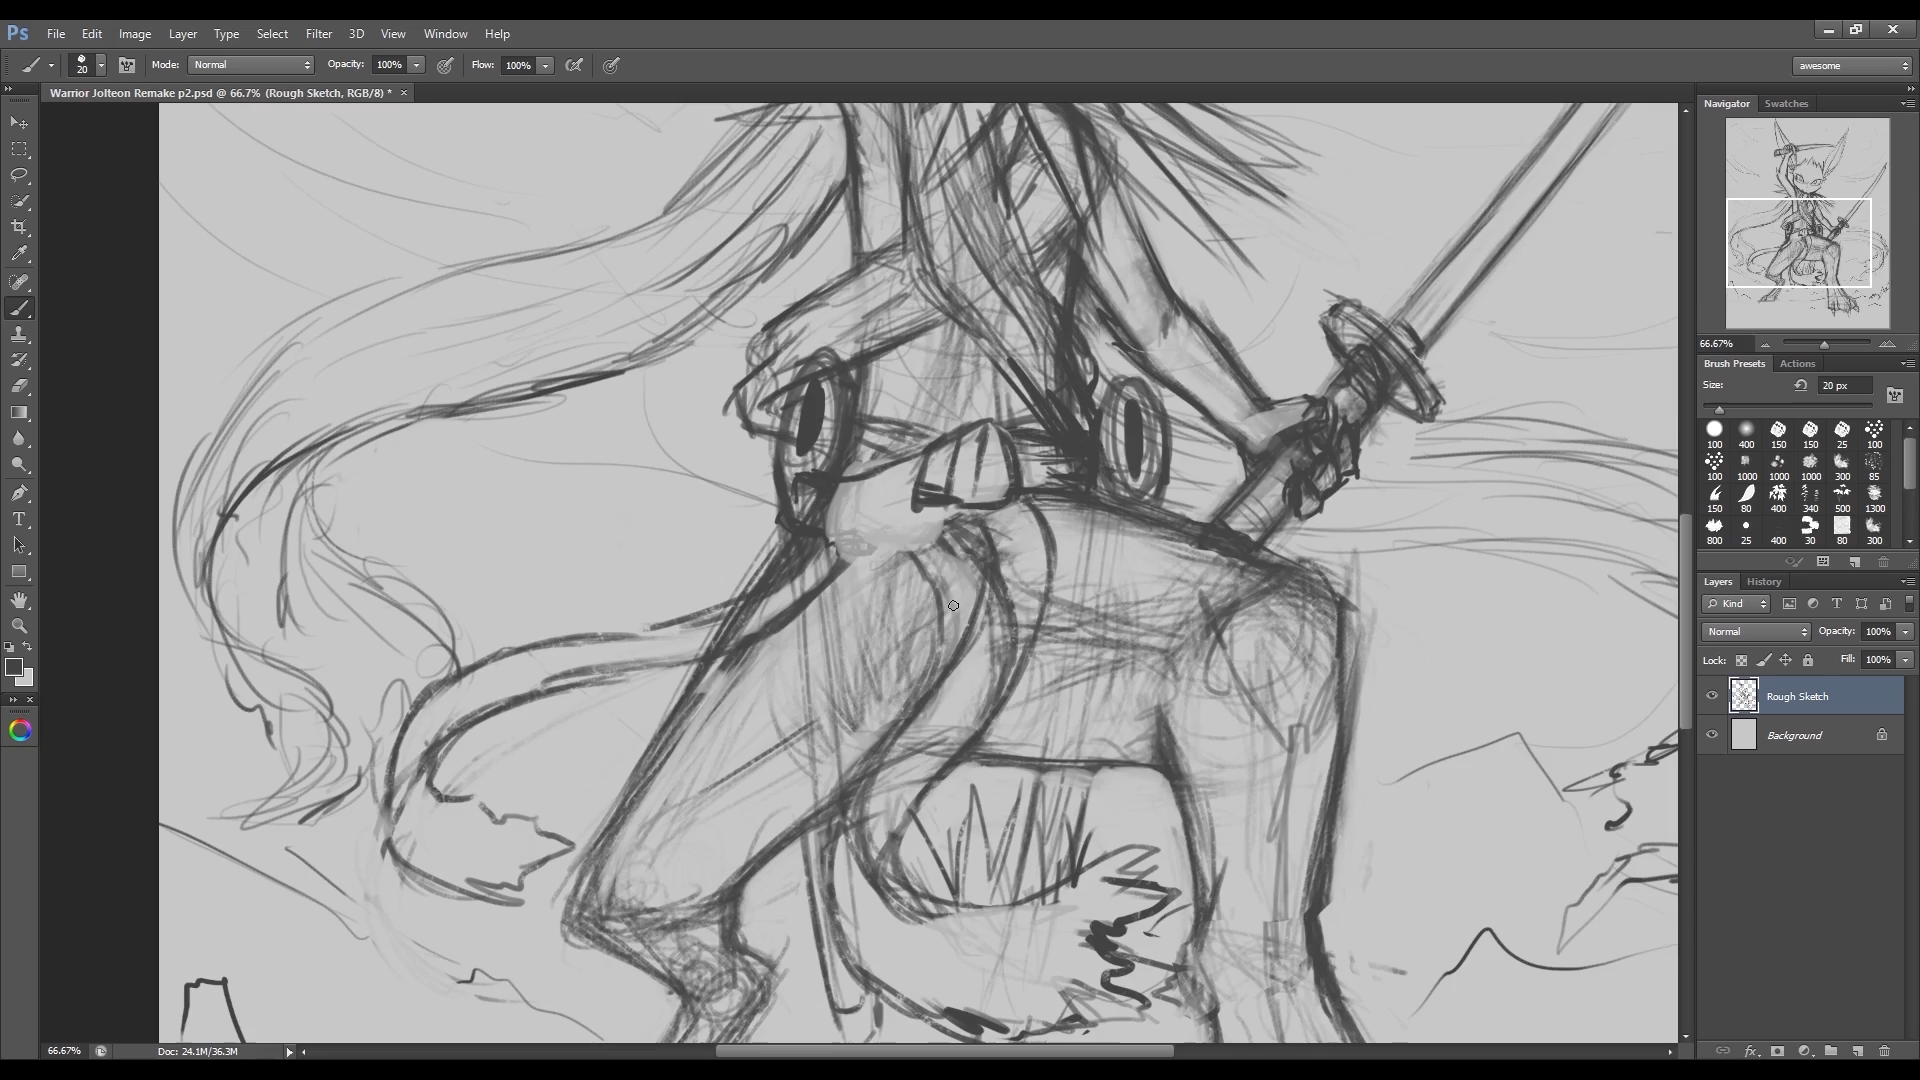 Ps File Edit Image Layer Type Select Filter 3D View Window Help
20 Mode: Normal Opacity: 100% Flow: 100% awesome
Warrior Jolteon Remake p2.psd @ 66.7% (Rough Sketch, RGB/8) * ×
Navigator Swatches
66.67%
Brush Presets Actions
Size: 20 px
100 400 150 150 25 100
100 1000 1000 1000 300 85
150 80 400 340 500 1300
800 25 400 30 80 300
Layers History
Kind
Normal Opacity: 100%
Lock: Fill: 100%
Rough Sketch
Background
66.67% Doc: 24.1M/36.3M